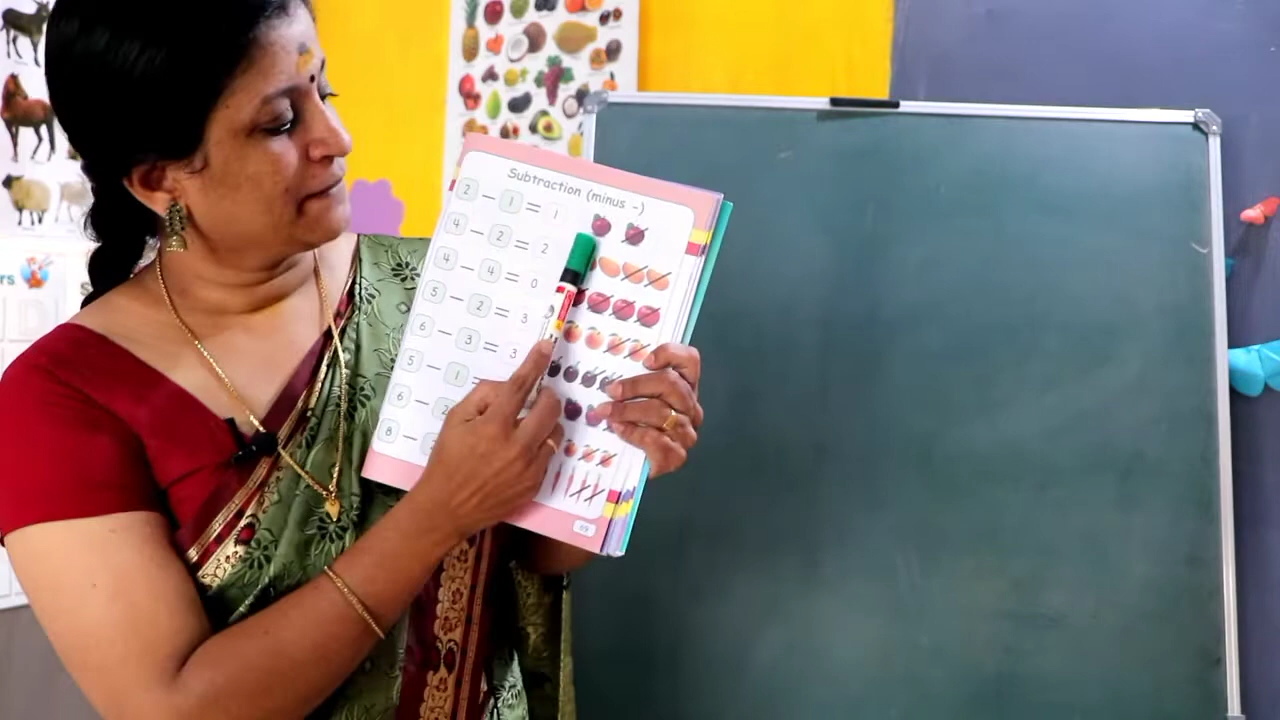 Subtraction (minus -)
2 - 1 = 1
4 - 2 = 2
4 - 4 = 0
5 - 2 = 3
6 - 3 = 3
5 - 1 =
6 - 2
8 -
89